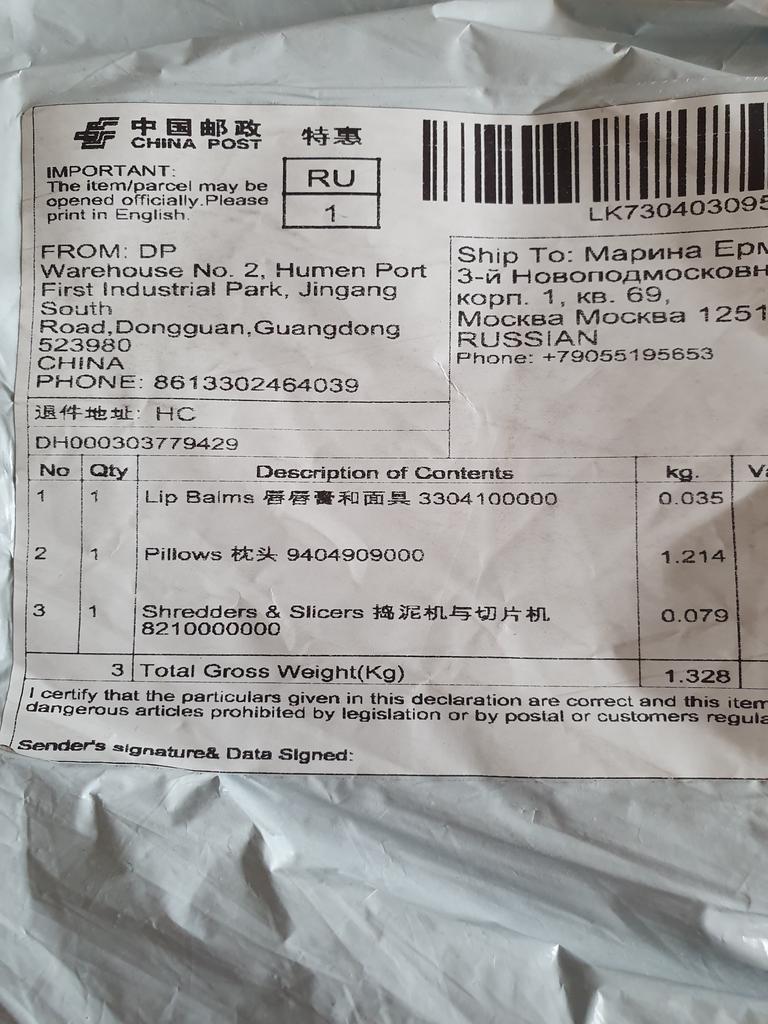 中国邮政 特惠
CHINA POST
IMPORTANT:
The item/parcel may be
opened officially.Please
print in English.
RU
1
LK730403095
FROM: DP
Warehouse No. 2, Humen Port
First Industrial Park, Jingang
South
Road,Dongguan,Guangdong
523980
CHINA
PHONE: 8613302464039
Ship To: Марина Ерм
3-й Новоподмосковн
корп. 1, кв. 69,
Москва Москва 1251
RUSSIAN
Phone: +79055195653
退件地址: HC
DH000303779429
No Qty Description of Contents kg. Va
1 1 Lip Balms 唇唇膏和面具 3304100000 0.035
2 1 Pillows 枕头 9404909000 1.214
3 1 Shredders & Slicers 捣泥机与切片机 0.079
8210000000
3 Total Gross Weight(Kg) 1.328
I certify that the particulars given in this declaration are correct and this item
dangerous articles prohibited by legislation or by postal or customers regula
Sender's signature& Data Signed: